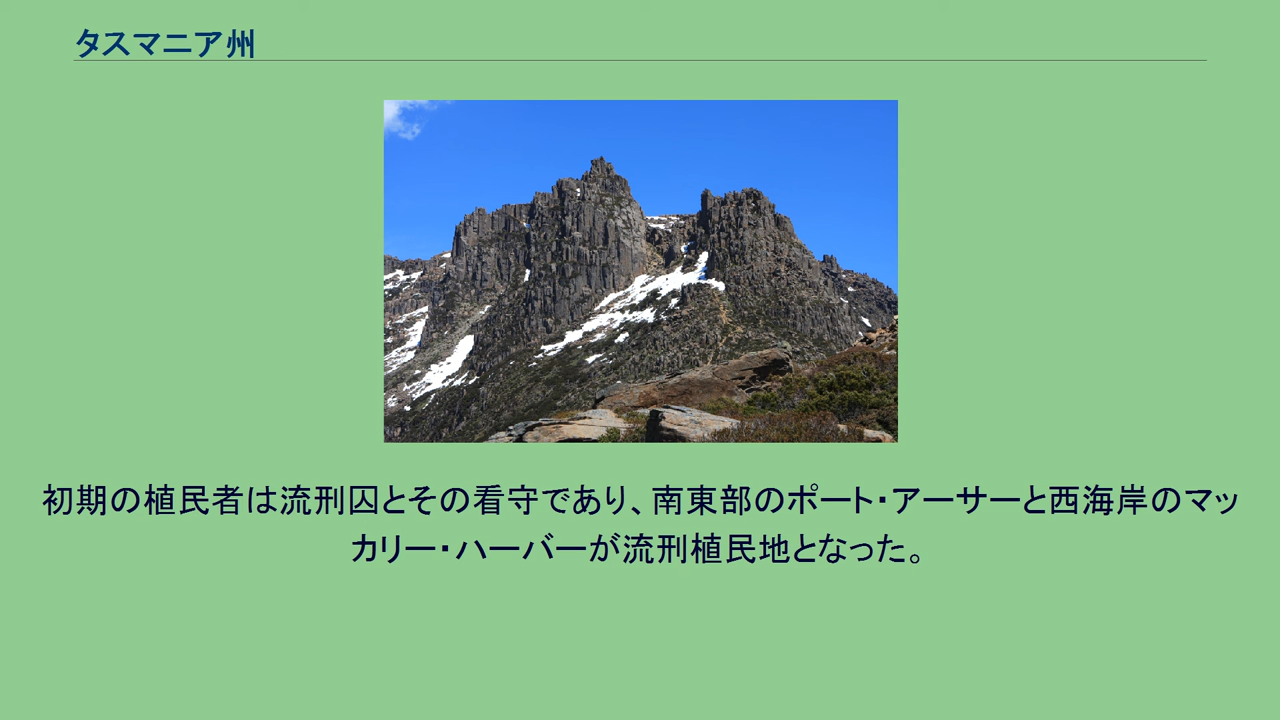 タスマニア州
初期の植民者は流刑囚とその看守であり、南東部のポート・アーサーと西海岸のマッ
カリー・ハーバーが流刑植民地となった。